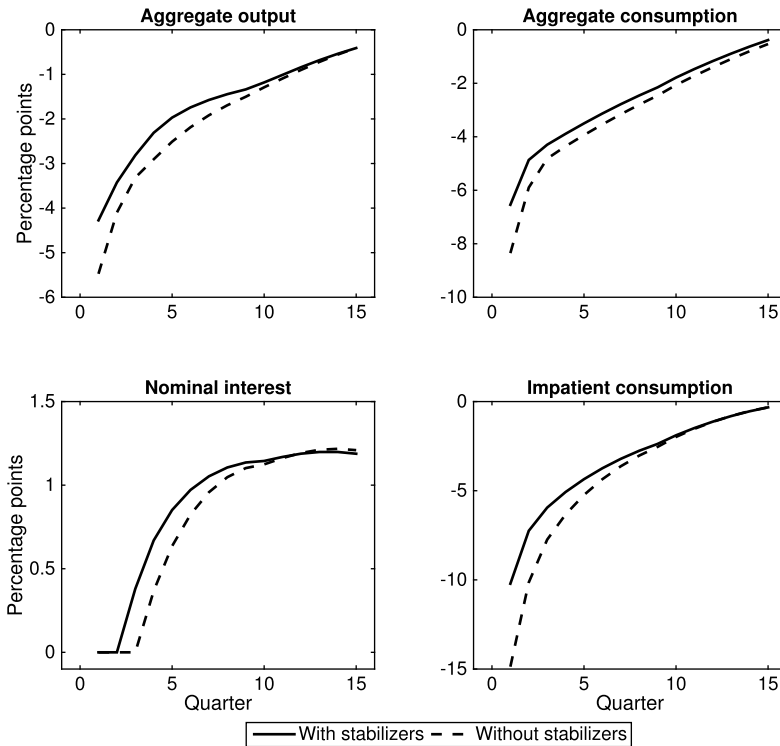 Aggregate output
Percentage points
0
-1
-2
-3
-4
-5
-6
0 5 10 15
Aggregate consumption
0
-2
-4
-6
-8
-10
0 5 10 15
Nominal interest
Percentage points
1.5
1
0.5
0
0 5 10 15
Quarter
Impatient consumption
0
-5
-10
-15
0 5 10 15
Quarter
With stabilizers Without stabilizers